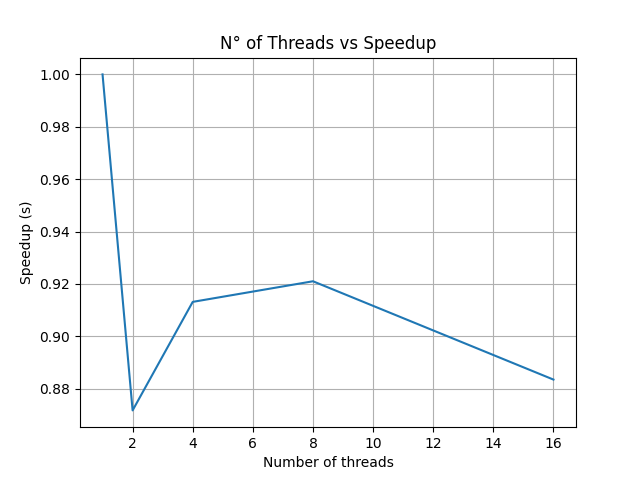 N° of Threads vs Speedup
Speedup (s)
1.00
0.98
0.96
0.94
0.92
0.90
0.88
2 4 6 8 10 12 14 16
Number of threads